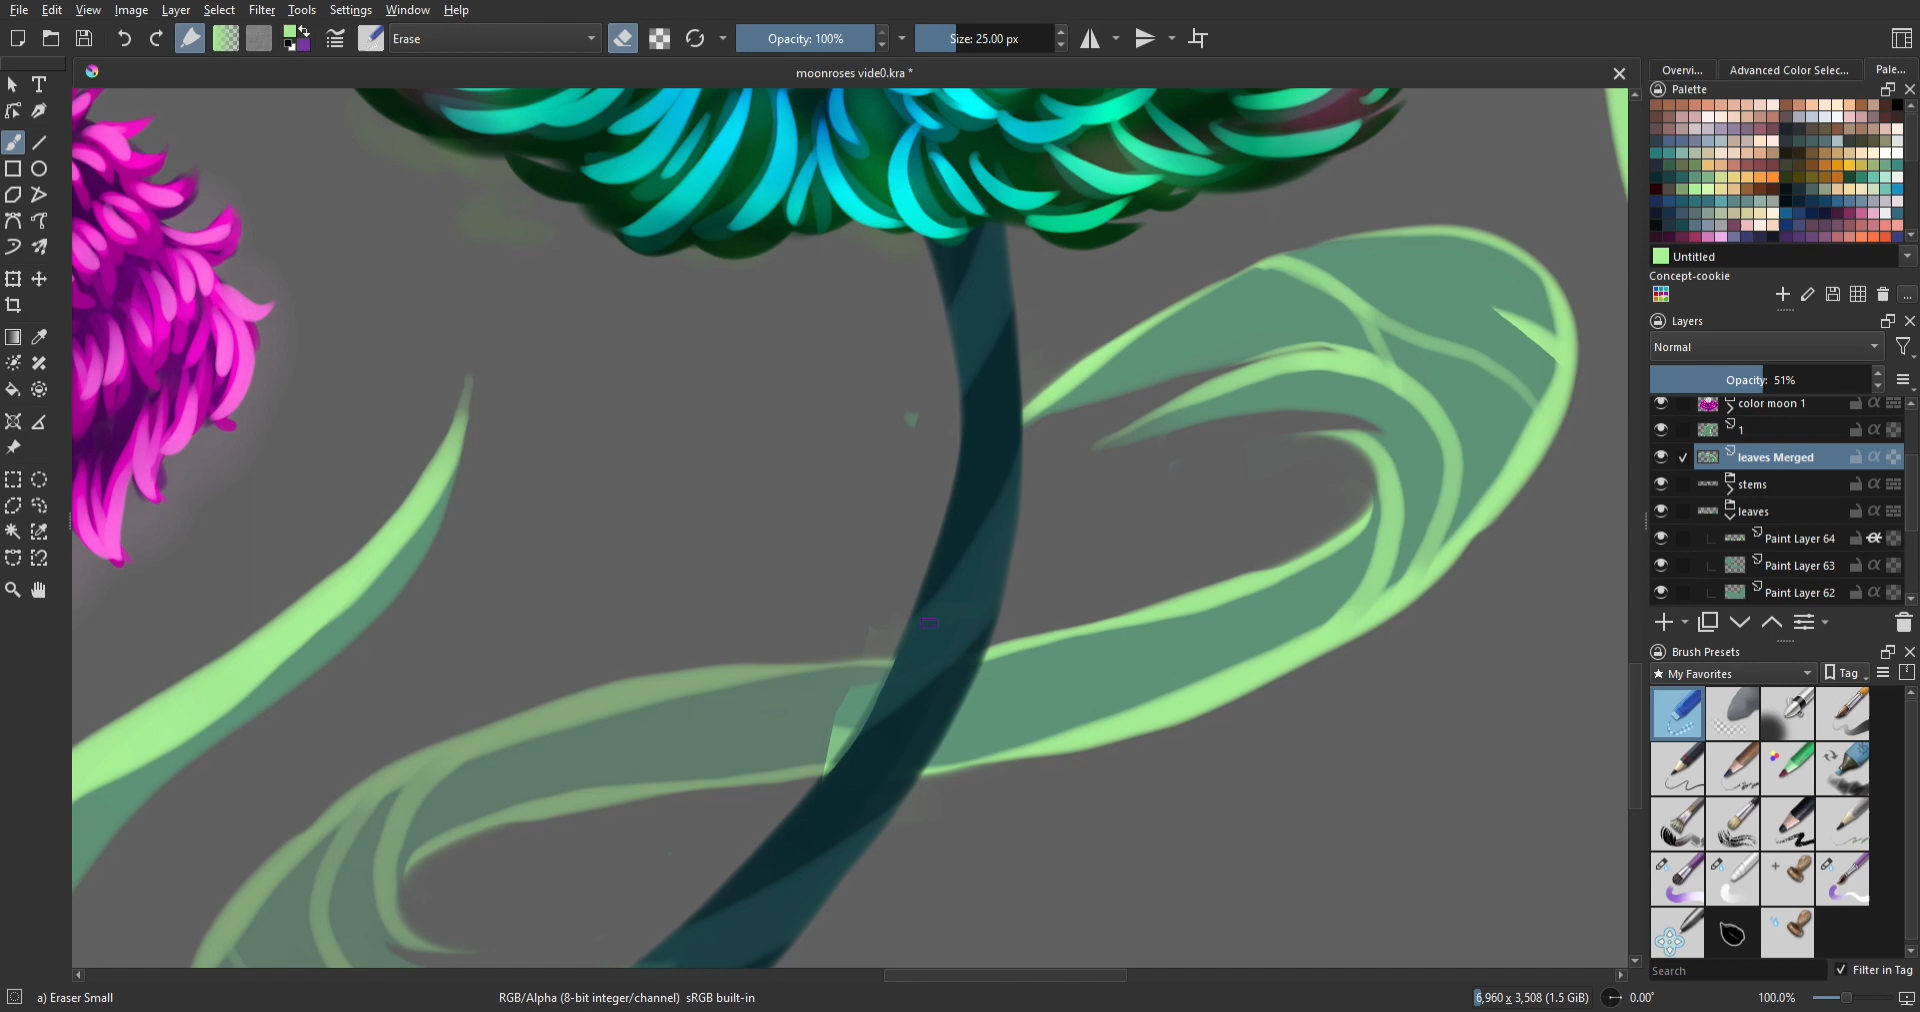 File Edit View Image Layer Select Filter Tools Settings Window Help
Erase
Opacity: 100%
Size: 25.00 px
moonroses vide0.kra *
Overvi...
Advanced Color Selec...
Pale...
Palette
Untitled
Concept-cookie
...
Layers
Normal
Opacity: 51%
color moon 1
1
leaves Merged
stems
leaves
Paint Layer 64
Paint Layer 63
Paint Layer 62
Brush Presets
★ My Favorites
Tag
Search
Filter in Tag
a) Eraser Small
RGB/Alpha (8-bit integer/channel) sRGB built-in
6,960 x 3,508 (1.5 GiB)
0.00°
100.0%